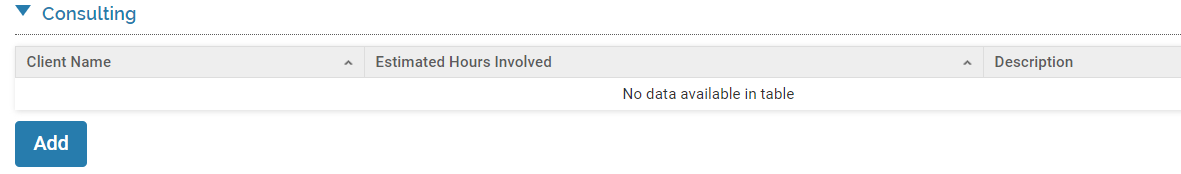 Consulting
Client Name Estimated Hours Involved Description
No data available in table
Add